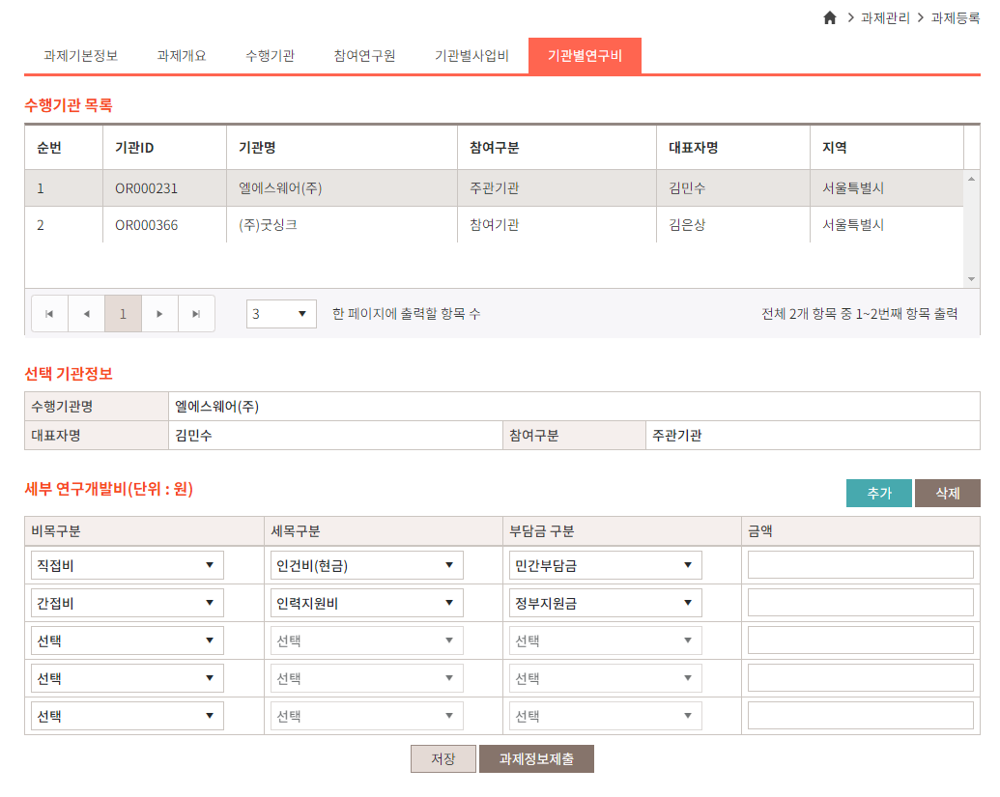 과제관리 과제등록
과제기본정보 과제개요 수행기관 참여연구원 기관별사업비 기관별연구비
수행기관 목록
순번 기관ID 기관명 참여구분 대표자명 지역
1 OR000231 엘에스웨어(주) 주관기관 김민수 서울특별시
2 OR000366 (주)굿싱크 참여기관 김은상 서울특별시
1 3 한 페이지에 출력할 항목 수 전체 2개 항목 중 1~2번째 항목 출력
선택 기관정보
수행기관명 엘에스웨어(주)
대표자명 김민수 참여구분 주관기관
세부 연구개발비(단위 : 원) 추가 삭제
비목구분 세목구분 부담금 구분 금액
직접비 인건비(현금) 민간부담금
간접비 인력지원비 정부지원금
선택 선택 선택
선택 선택 선택
선택 선택 선택
저장 과제정보제출